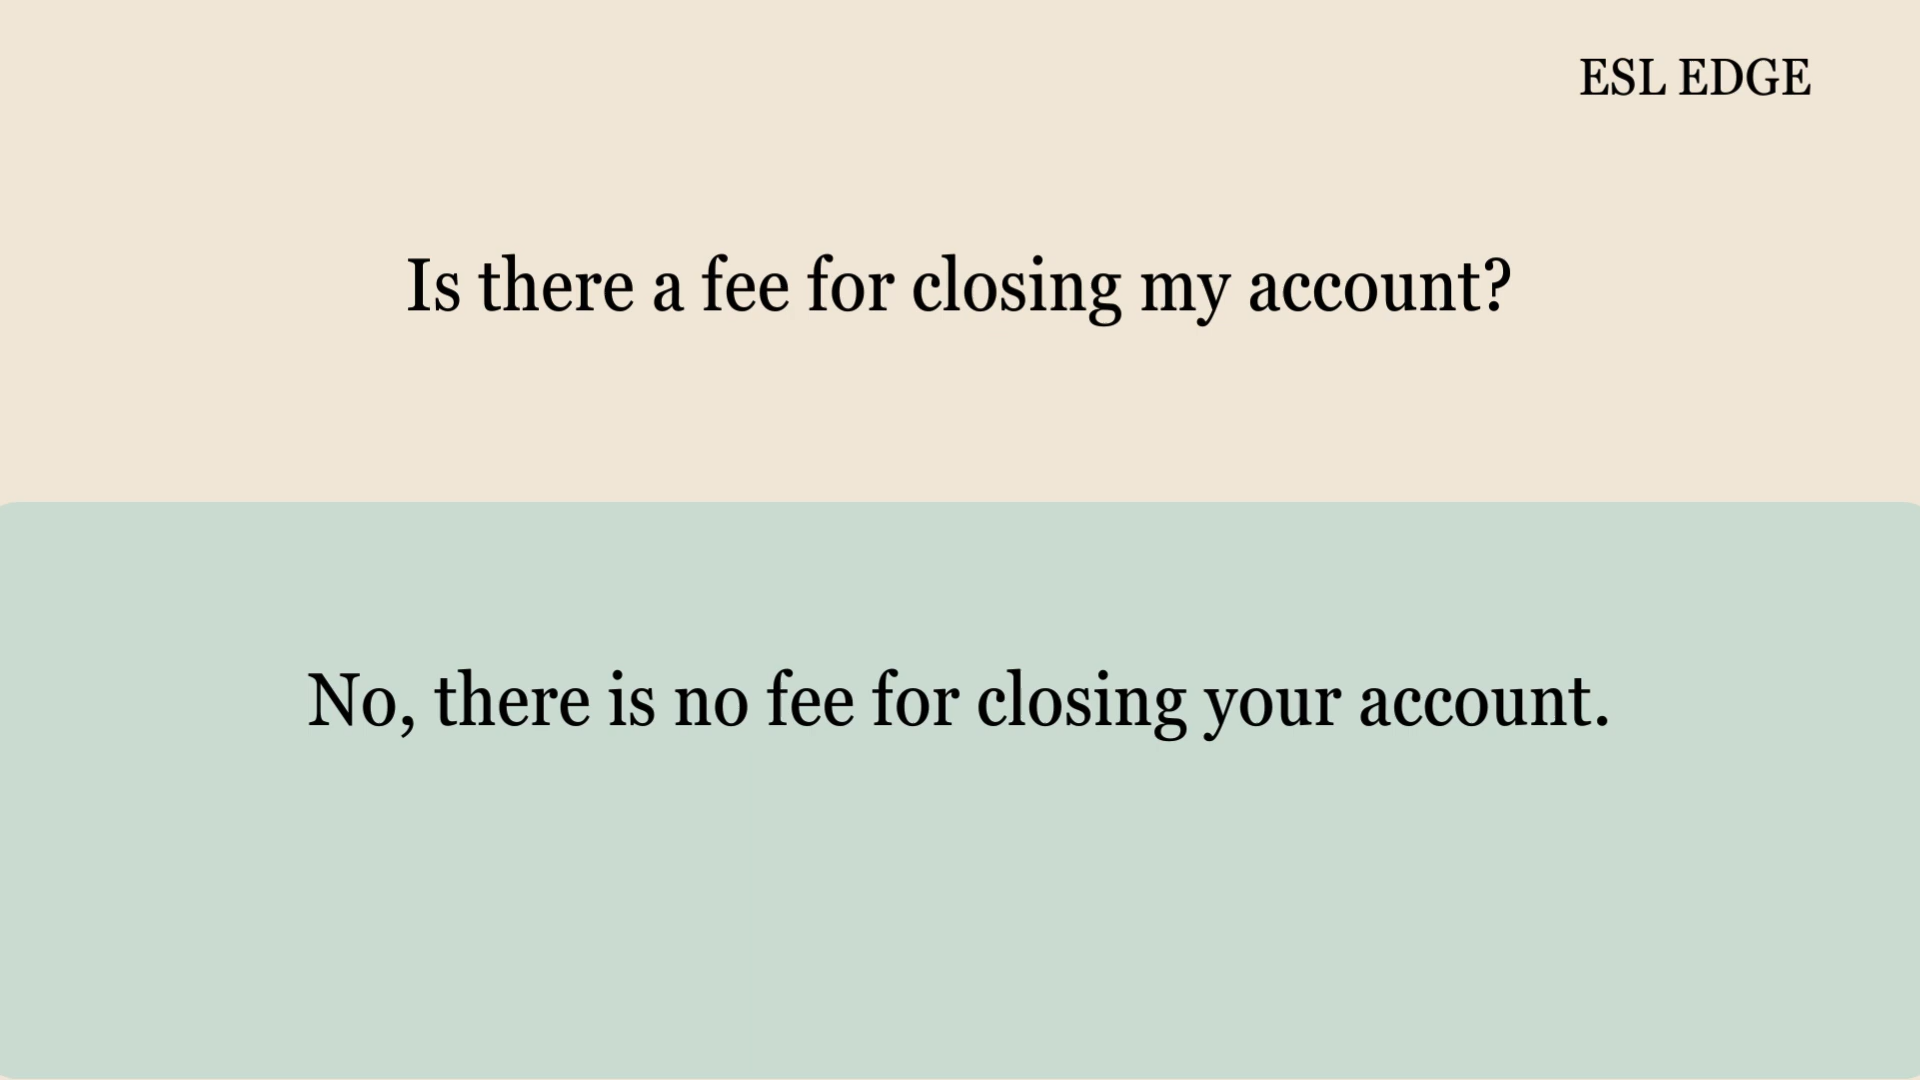 ESL EDGE
Is there a fee for closing my account?
No, there is no fee for closing your account.